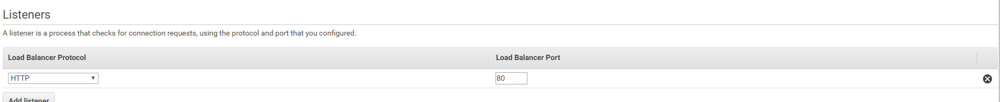 Listeners
A listener is a process that checks for connection requests, using the protocol and port that you configured.
Load Balancer Protocol Load Balancer Port
HTTP 80
Add listener